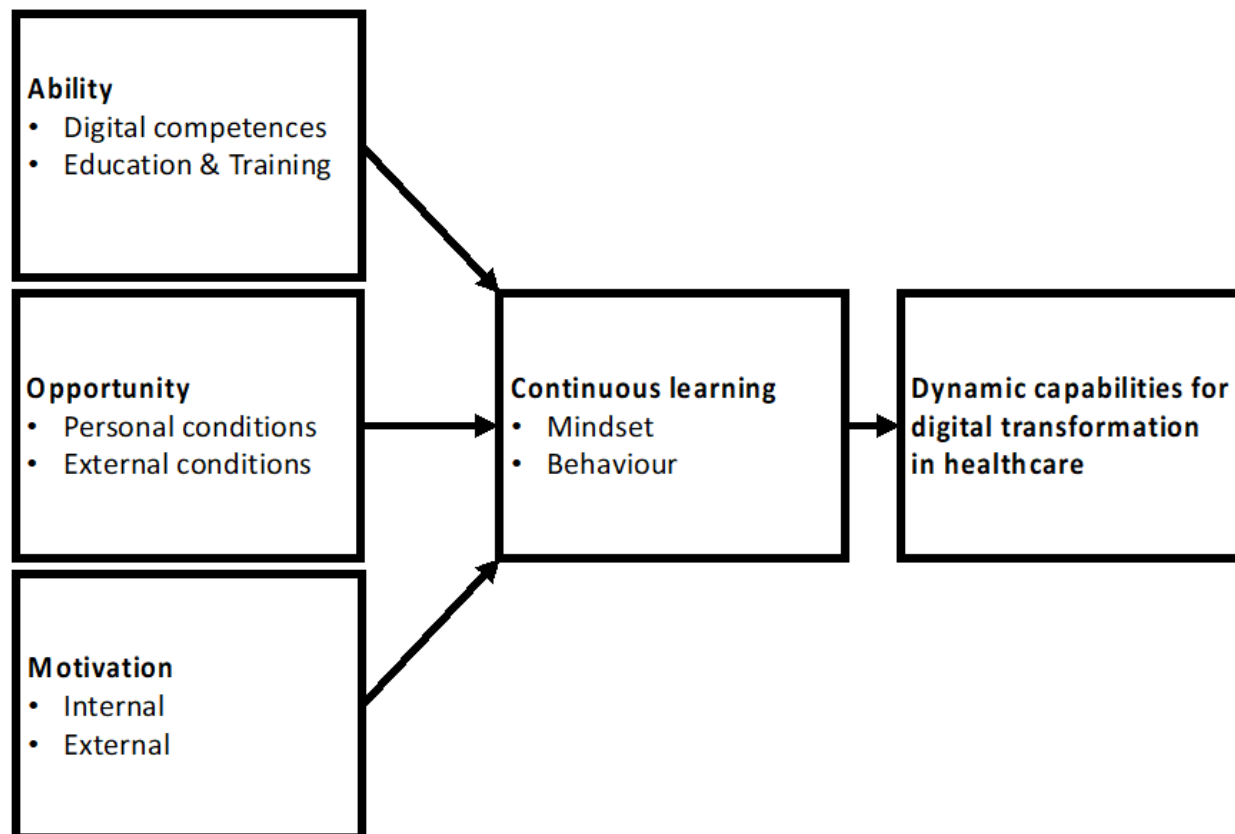 Ability
• Digital competences
• Education & Training
Opportunity
• Personal conditions
• External conditions
Motivation
• Internal
• External
Continuous learning
• Mindset
• Behaviour
Dynamic capabilities for
digital transformation
in healthcare